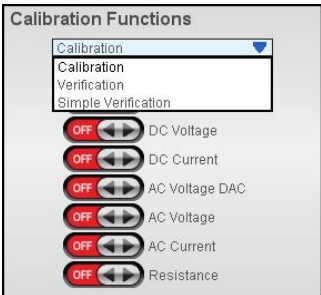 Calibration Functions
Calibration
Calibration
Verification
Simple Verification
OFF DC Voltage
OFF DC Current
OFF AC Voltage DAC
OFF AC Voltage
OFF AC Current
OFF Resistance